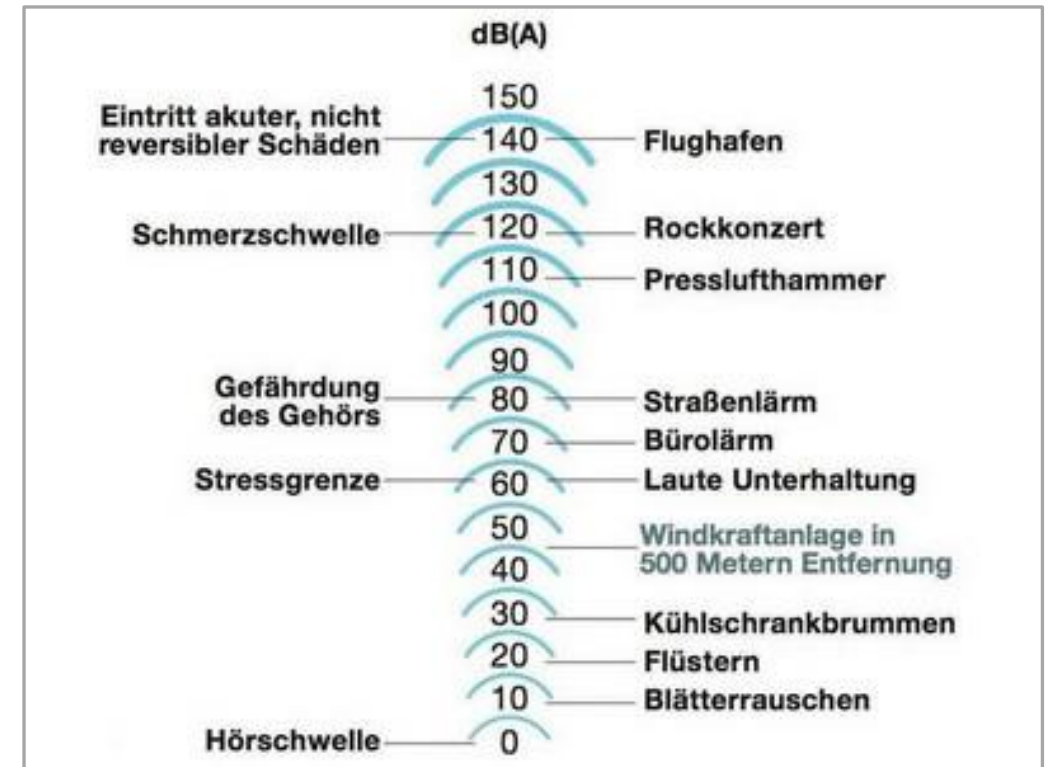 dB(A)
150
Eintritt akuter, nicht
reversibler Schäden
140
Flughafen
130
Schmerzschwelle
120
Rockkonzert
110
Presslufthammer
100
90
Gefährdung
des Gehörs
80
Straßenlärm
70
Bürolärm
Stressgrenze
60
Laute Unterhaltung
50
Windkraftanlage in
500 Metern Entfernung
40
30
Kühlschrankbrummen
20
Flüstern
10
Blätterrauschen
Hörschwelle
0